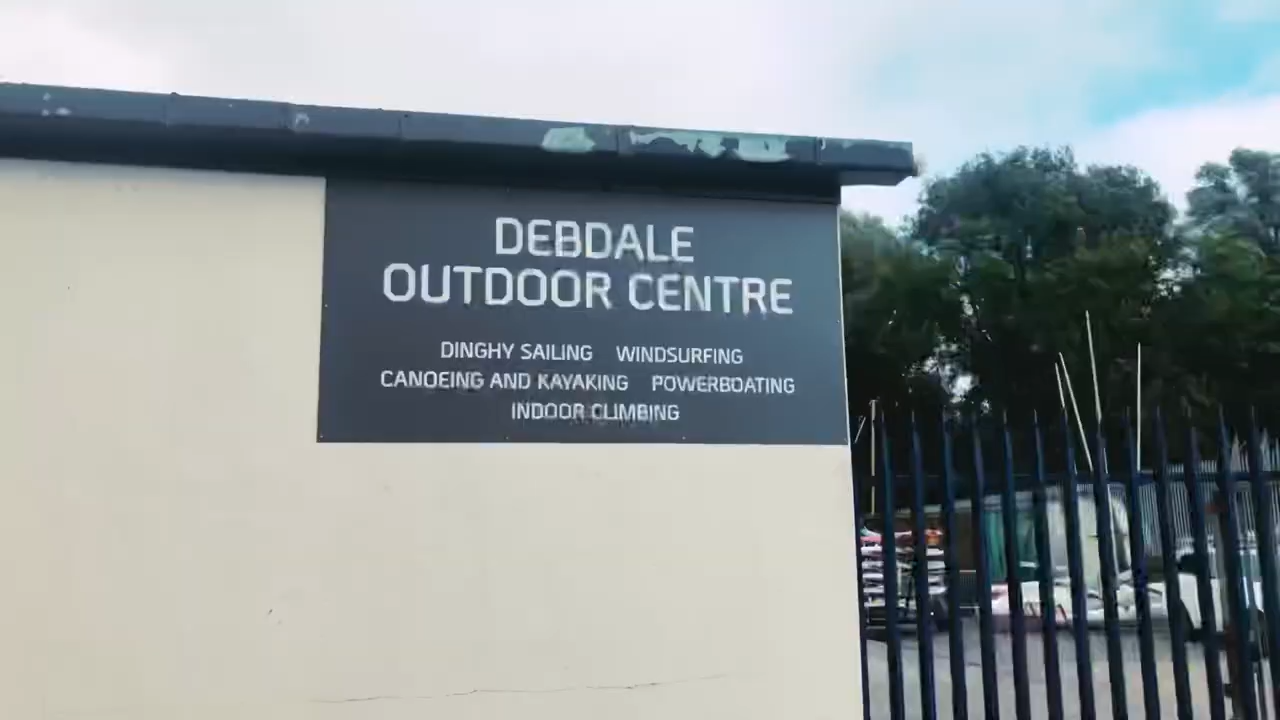 DEBDALE
OUTDOOR CENTRE
DINGHY SAILING WINDSURFING
CANOEING AND KAYAKING POWERBOATING
INDOOR CLIMBING